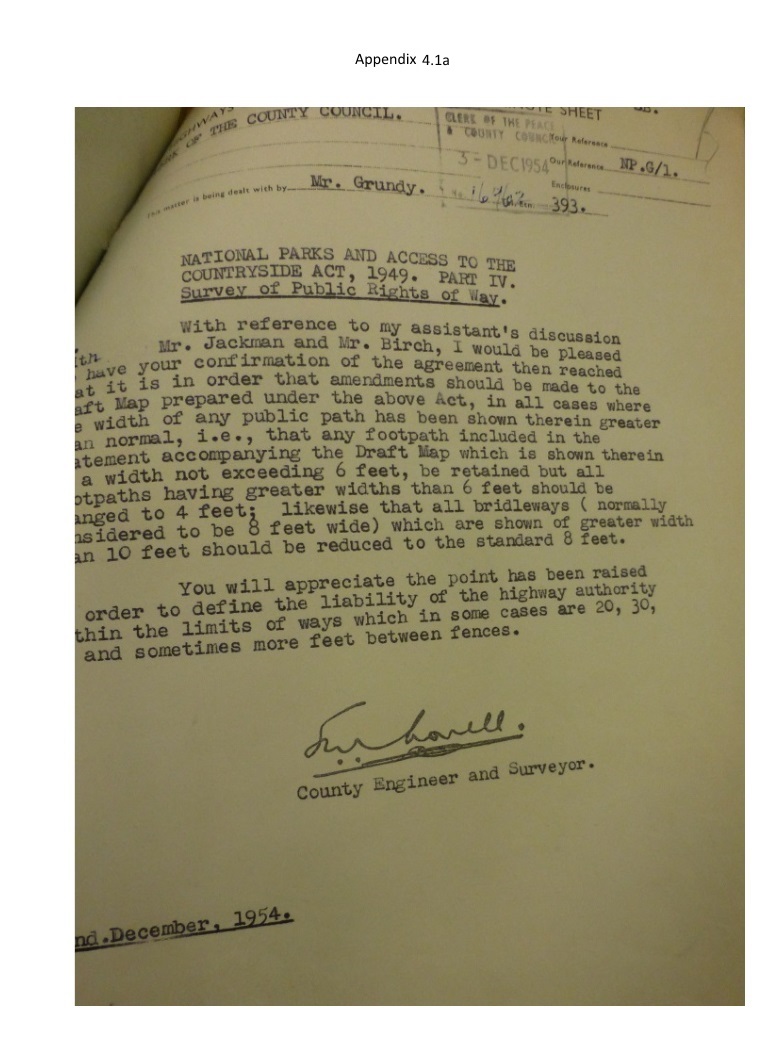 Appendix 4.1a
NOTE SHEET
HIGHWAYS
OF THE COUNTY COUNCIL.
CLERK OF THE PEACE
& COUNTY COUNCIL
Your Reference
3 - DEC 1954
Our Reference NP.G/1.
Enclosures
This matter is being dealt with by Mr. Grundy.
393.
NATIONAL PARKS AND ACCESS TO THE
COUNTRYSIDE ACT, 1949. PART IV.
Survey of Public Rights of Way.
With reference to my assistant's discussion
ith Mr. Jackman and Mr. Birch, I would be pleased
have your confirmation of the agreement then reached
at it is in order that amendments should be made to the
aft Map prepared under the above Act, in all cases where
e width of any public path has been shown therein greater
an normal, i.e., that any footpath included in the
atement accompanying the Draft Map which is shown therein
a width not exceeding 6 feet, be retained but all
otpaths having greater widths than 6 feet should be
anged to 4 feet; likewise that all bridleways ( normally
nsidered to be 8 feet wide) which are shown of greater width
an 10 feet should be reduced to the standard 8 feet.
You will appreciate the point has been raised
order to define the liability of the highway authority
thin the limits of ways which in some cases are 20, 30,
and sometimes more feet between fences.
County Engineer and Surveyor.
nd.December, 1954.